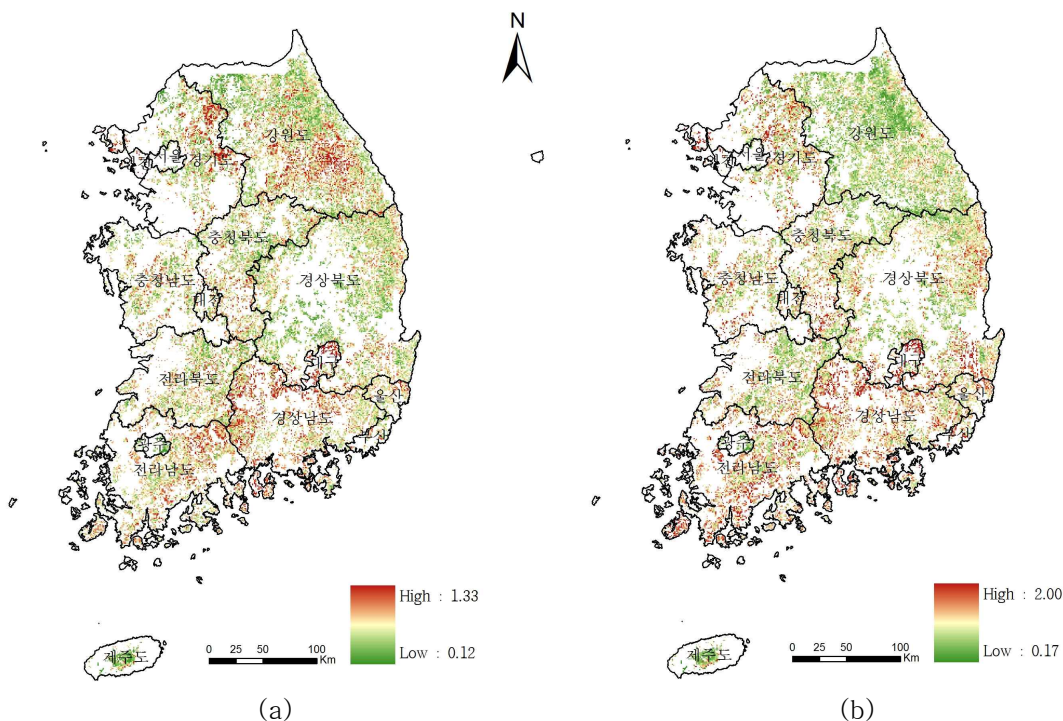 N
강원도
서울
경기도
충청북도
충청남도
대전
경상북도
대구
전라북도
울산
경상남도
광주
전라남도
제주도
High : 1.33
Low : 0.12
0 25 50 100
Km
(a)
강원도
서울
경기도
충청북도
충청남도
대전
경상북도
대구
전라북도
울산
경상남도
광주
전라남도
제주도
High : 2.00
Low : 0.17
0 25 50 100
Km
(b)